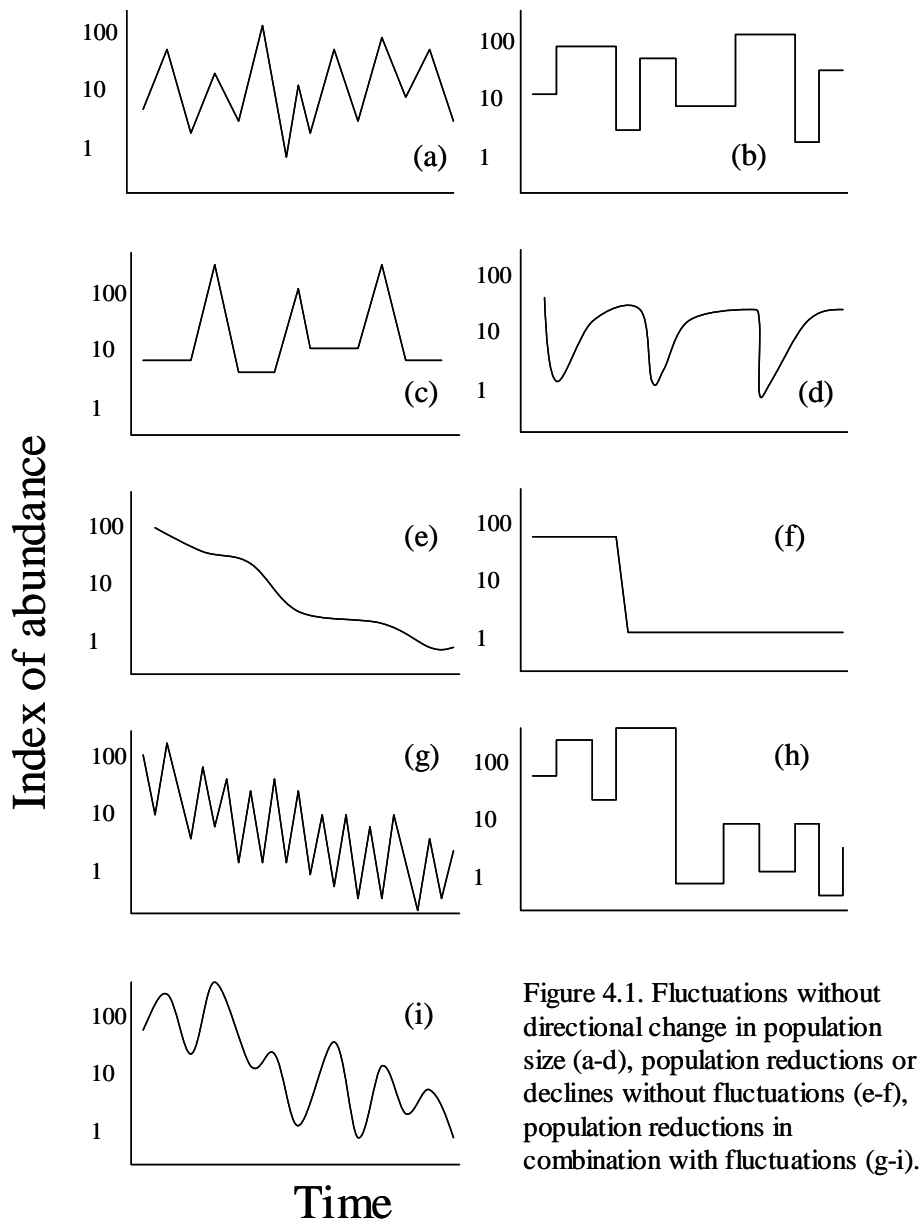 100
10
1
(a)
100
10
1
(b)
100
10
1
(c)
100
10
1
(d)
Index of abundance
100
10
1
(e)
100
10
1
(f)
100
10
1
(g)
100
10
1
(h)
100
10
1
(i)
Time
Figure 4.1. Fluctuations without
directional change in population
size (a-d), population reductions or
declines without fluctuations (e-f),
population reductions in
combination with fluctuations (g-i).